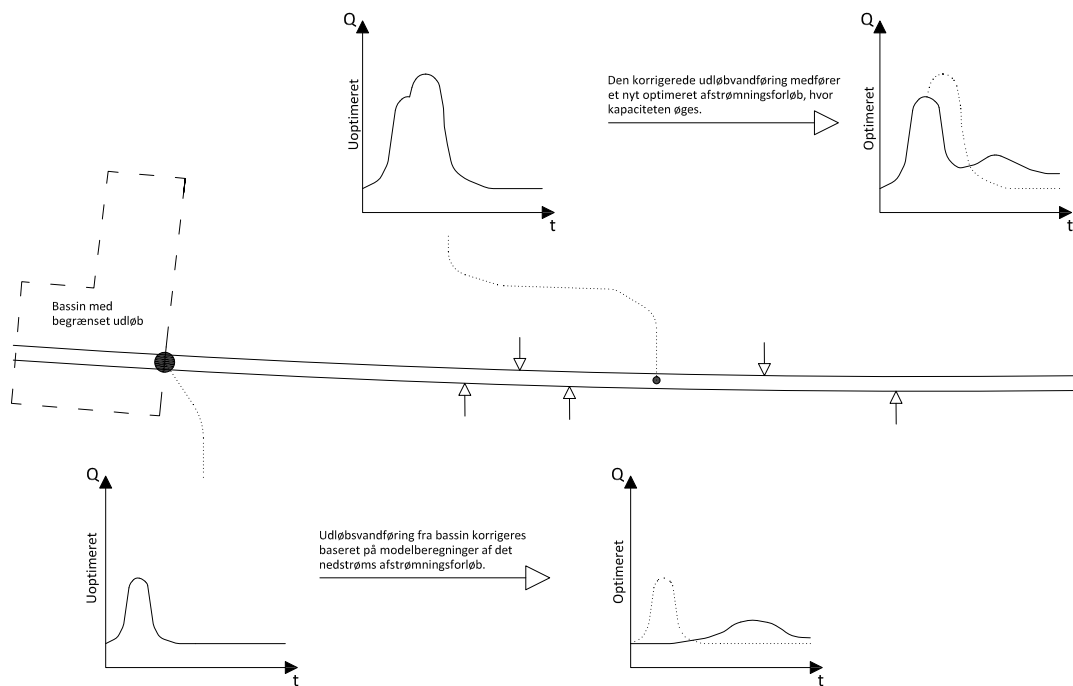 Q
Uoptimeret
t
Den korrigerede udløbvandføring medfører
et nyt optimeret afstrømningsforløb, hvor
kapaciteten øges.
Q
Optimeret
t
Bassin med
begrænset udløb
Q
Uoptimeret
t
Udløbsvandføring fra bassin korrigeres
baseret på modelberegninger af det
nedstrøms afstrømningsforløb.
Q
Optimeret
t